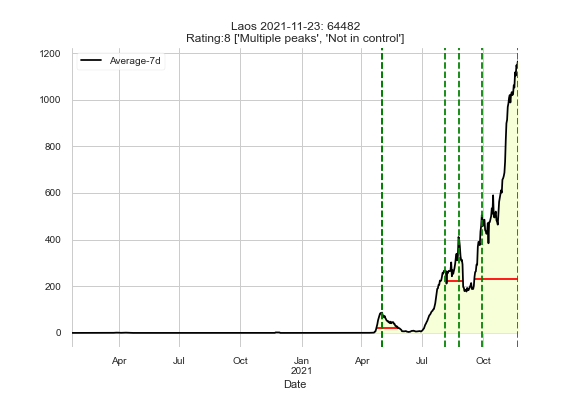 Laos 2021-11-23: 64482
Rating:8 ['Multiple peaks', 'Not in control']
Average-7d
1200
1000
800
600
400
200
0
Apr
Jul
Oct
Jan
2021
Apr
Jul
Oct
Date